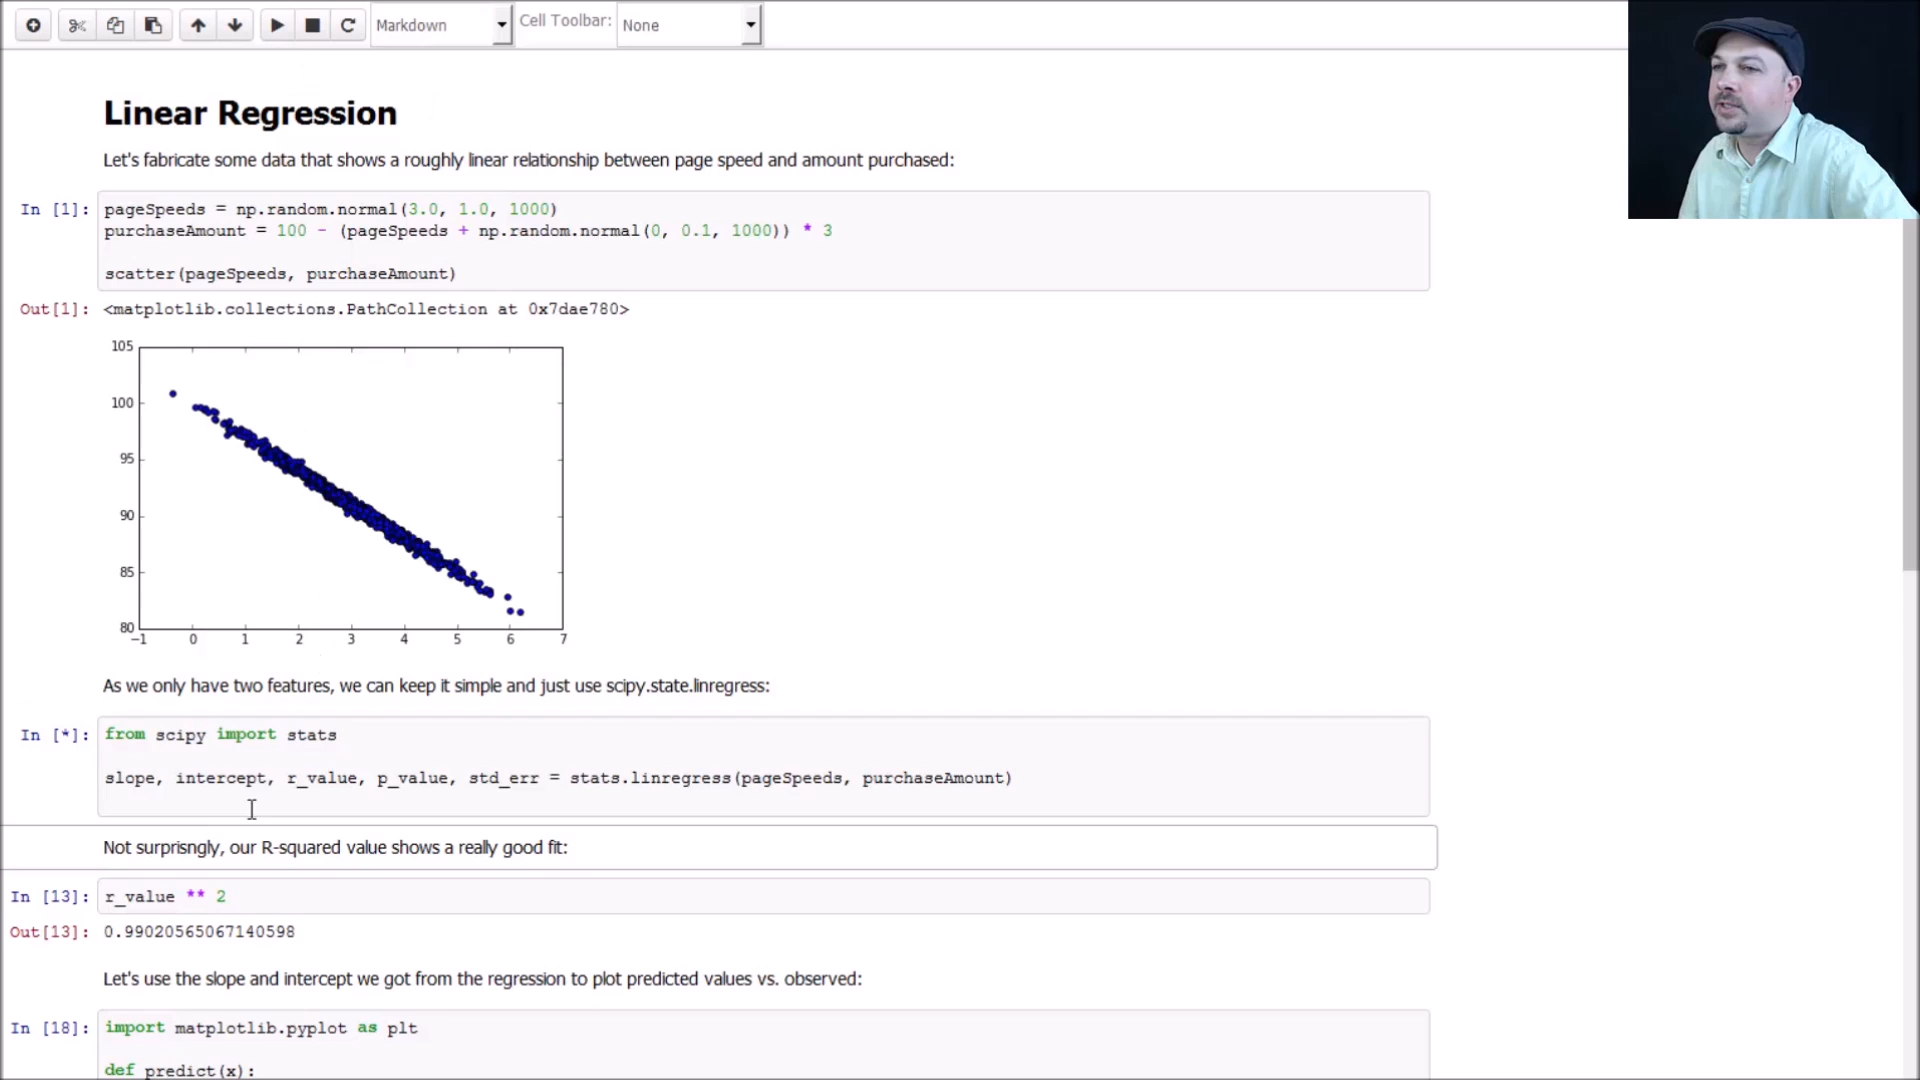 Markdown
Cell Toolbar:
None
Linear Regression
Let's fabricate some data that shows a roughly linear relationship between page speed and amount purchased:
In [1]:
pageSpeeds = np.random.normal(3.0, 1.0, 1000)
purchaseAmount = 100 - (pageSpeeds + np.random.normal(0, 0.1, 1000)) * 3
scatter(pageSpeeds, purchaseAmount)
Out[1]:
<matplotlib.collections.PathCollection at 0x7dae780>
105
100
95
90
85
80
−1 0 1 2 3 4 5 6 7
As we only have two features, we can keep it simple and just use scipy.state.linregress:
In [*]:
from scipy import stats
slope, intercept, r_value, p_value, std_err = stats.linregress(pageSpeeds, purchaseAmount)
Not surprisngly, our R-squared value shows a really good fit:
In [13]:
r_value ** 2
Out[13]:
0.99020565067140598
Let's use the slope and intercept we got from the regression to plot predicted values vs. observed:
In [18]:
import matplotlib.pyplot as plt
def predict(x):